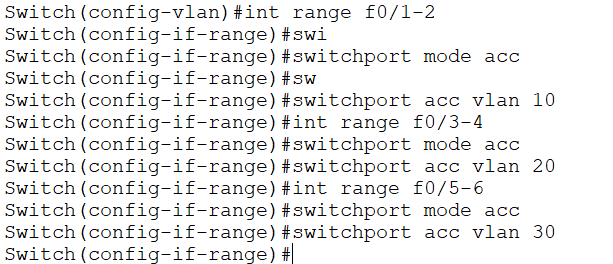 Switch(config-vlan)#int range f0/1-2
Switch(config-if-range)#swi
Switch(config-if-range)#switchport mode acc
Switch(config-if-range)#sw
Switch(config-if-range)#switchport acc vlan 10
Switch(config-if-range)#int range f0/3-4
Switch(config-if-range)#switchport mode acc
Switch(config-if-range)#switchport acc vlan 20
Switch(config-if-range)#int range f0/5-6
Switch(config-if-range)#switchport mode acc
Switch(config-if-range)#switchport acc vlan 30
Switch(config-if-range)#